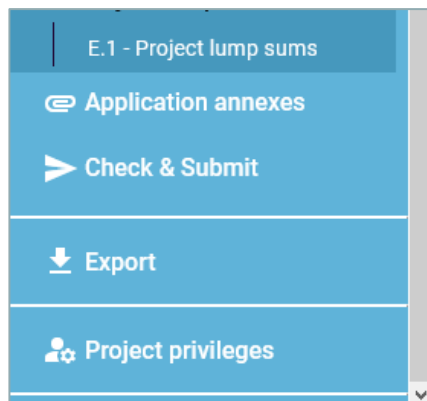 E.1 - Project lump sums
Application annexes
Check & Submit
Export
Project privileges